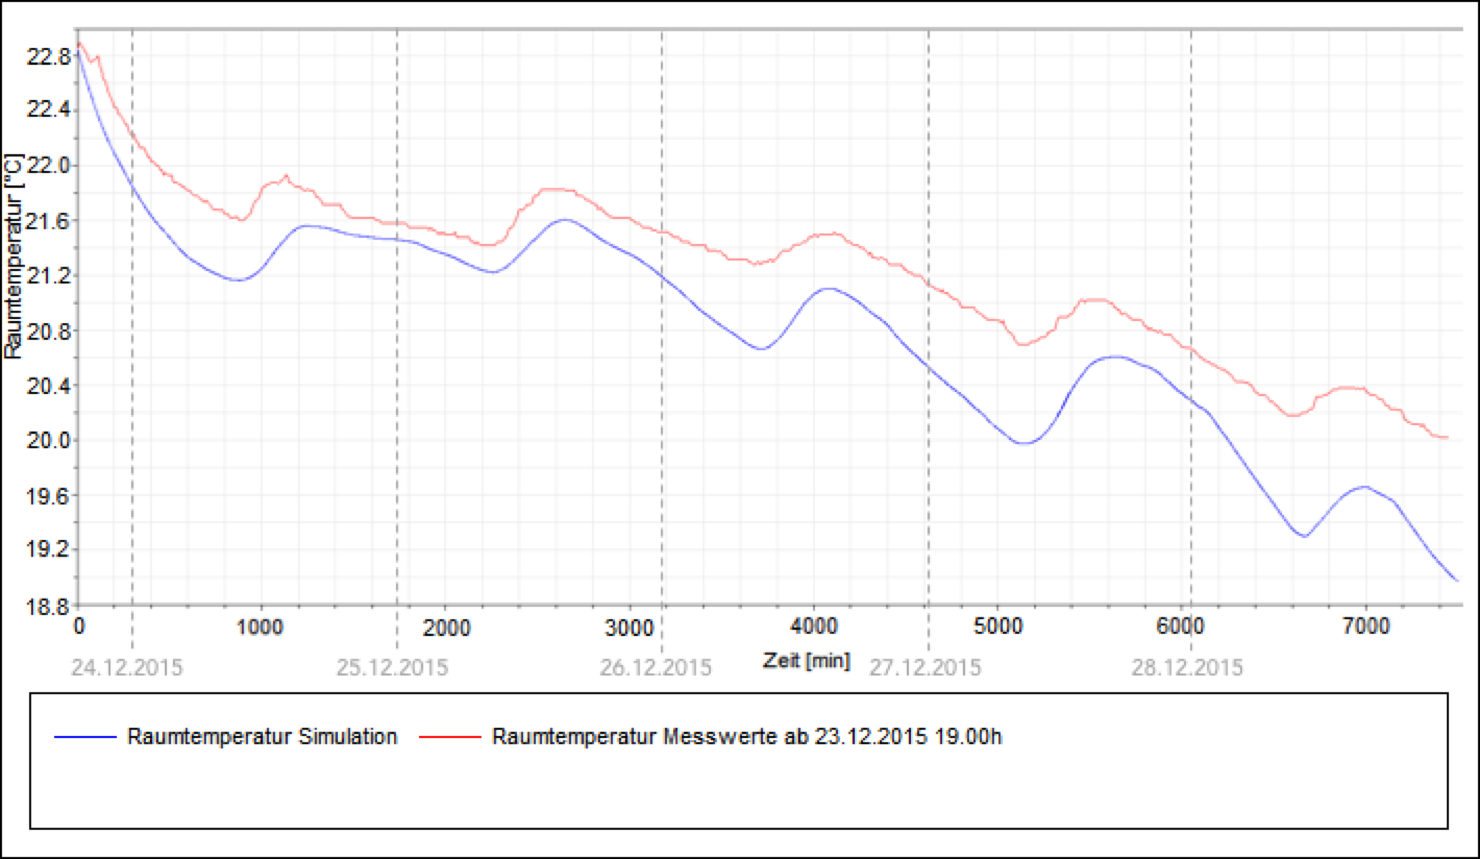 Raumtemperatur [°C]
22.8
22.4
22.0
21.6
21.2
20.8
20.4
20.0
19.6
19.2
18.8
0 1000 2000 3000 4000 5000 6000 7000
Zeit [min]
24.12.2015 25.12.2015 26.12.2015 27.12.2015 28.12.2015
Raumtemperatur Simulation Raumtemperatur Messwerte ab 23.12.2015 19.00h